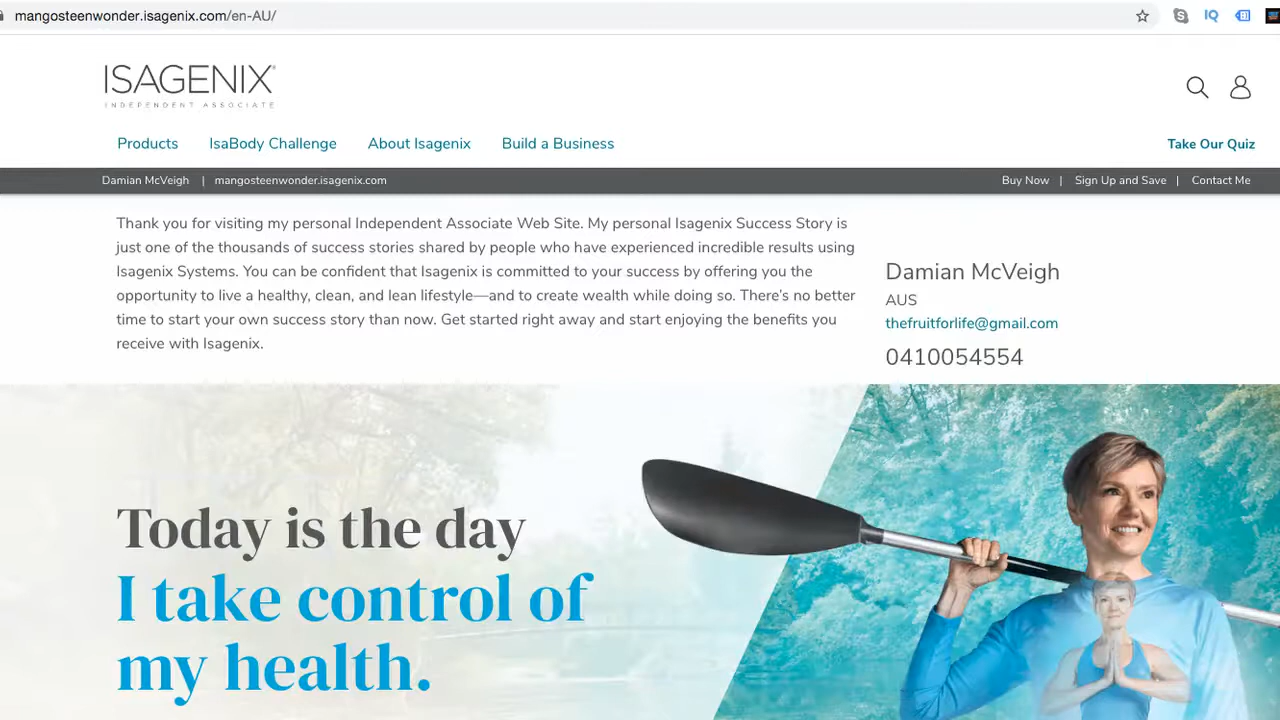 mangosteenwonder.isagenix.com/en-AU/
IQ
ISAGENIX®
INDEPENDENT ASSOCIATE
Products IsaBody Challenge About Isagenix Build a Business Take Our Quiz
Damian McVeigh | mangosteenwonder.isagenix.com Buy Now | Sign Up and Save | Contact Me
Thank you for visiting my personal Independent Associate Web Site. My personal Isagenix Success Story is
just one of the thousands of success stories shared by people who have experienced incredible results using
Isagenix Systems. You can be confident that Isagenix is committed to your success by offering you the
opportunity to live a healthy, clean, and lean lifestyle—and to create wealth while doing so. There's no better
time to start your own success story than now. Get started right away and start enjoying the benefits you
receive with Isagenix.
Damian McVeigh
AUS
thefruitforlife@gmail.com
0410054554
Today is the day
I take control of
my health.